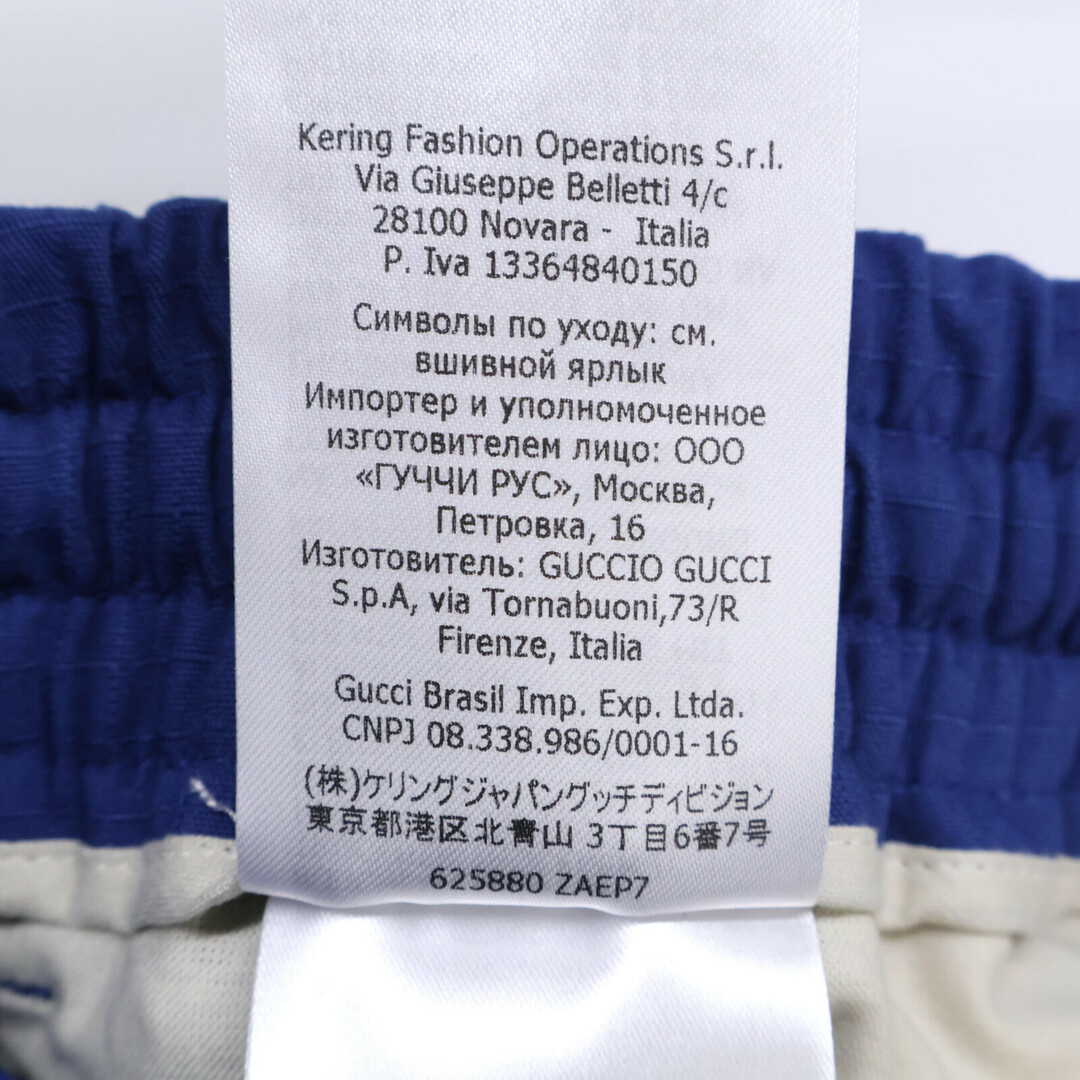 Kering Fashion Operations S.r.l.
Via Giuseppe Belletti 4/c
28100 Novara - Italia
P. Iva 13364840150
Символы по уходу: см.
вшивной ярлык
Импортер и уполномоченное
изготовителем лицо: ООО
«ГУЧЧИ РУС», Москва,
Петровка, 16
Изготовитель: GUCCIO GUCCI
S.p.A, via Tornabuoni,73/R
Firenze, Italia
Gucci Brasil Imp. Exp. Ltda.
CNPJ 08.338.986/0001-16
(株)ケリングジャパングッチディビジョン
東京都港区北青山 3丁目6番7号
625880 ZAEP7